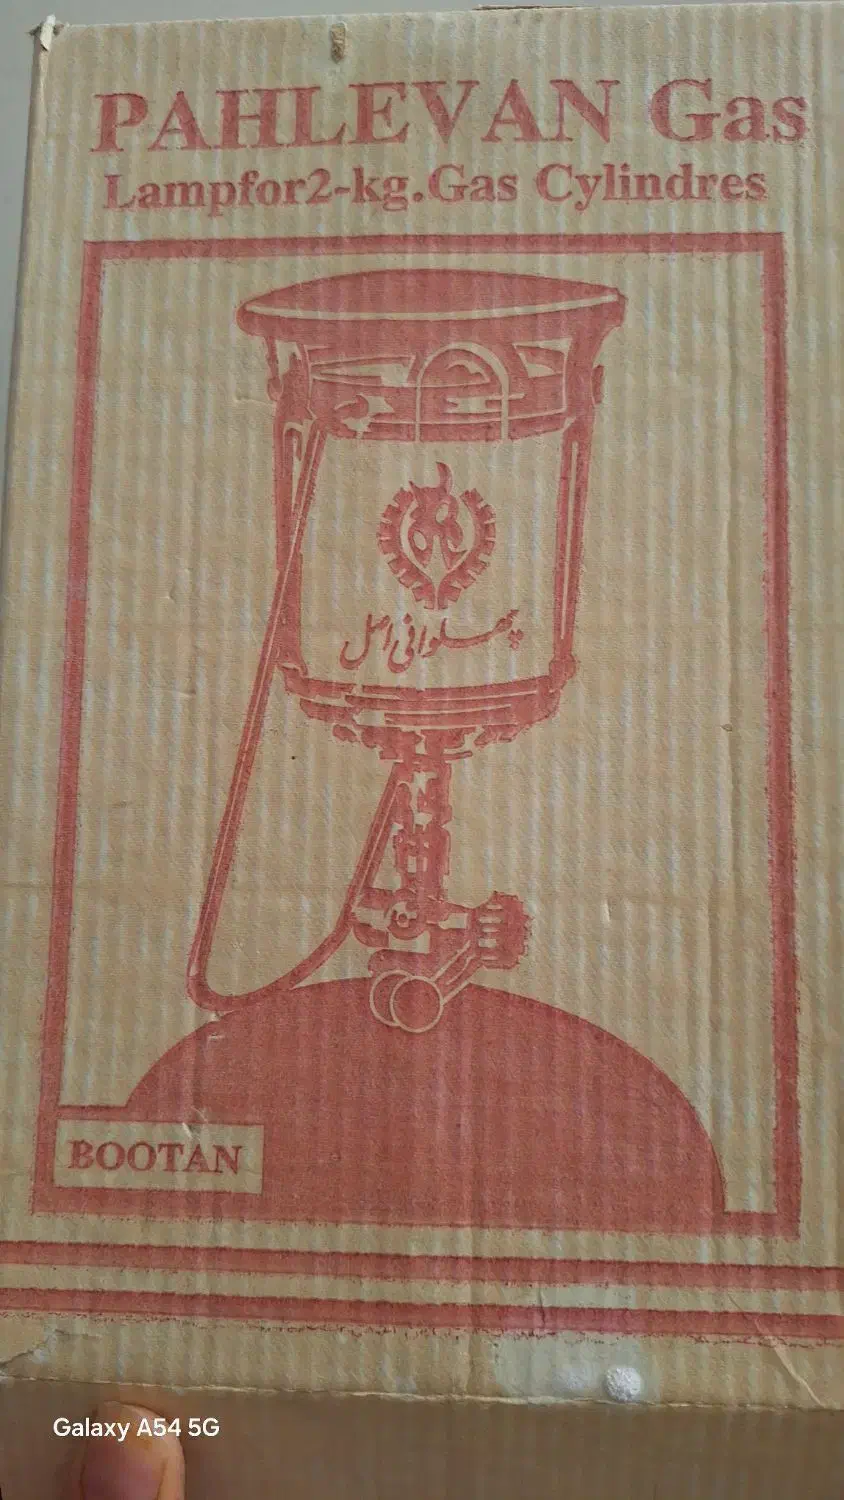 PAHLEVAN Gas
Lampfor2-kg.Gas Cylindres
پهلوانی اصل
BOOTAN
Galaxy A54 5G